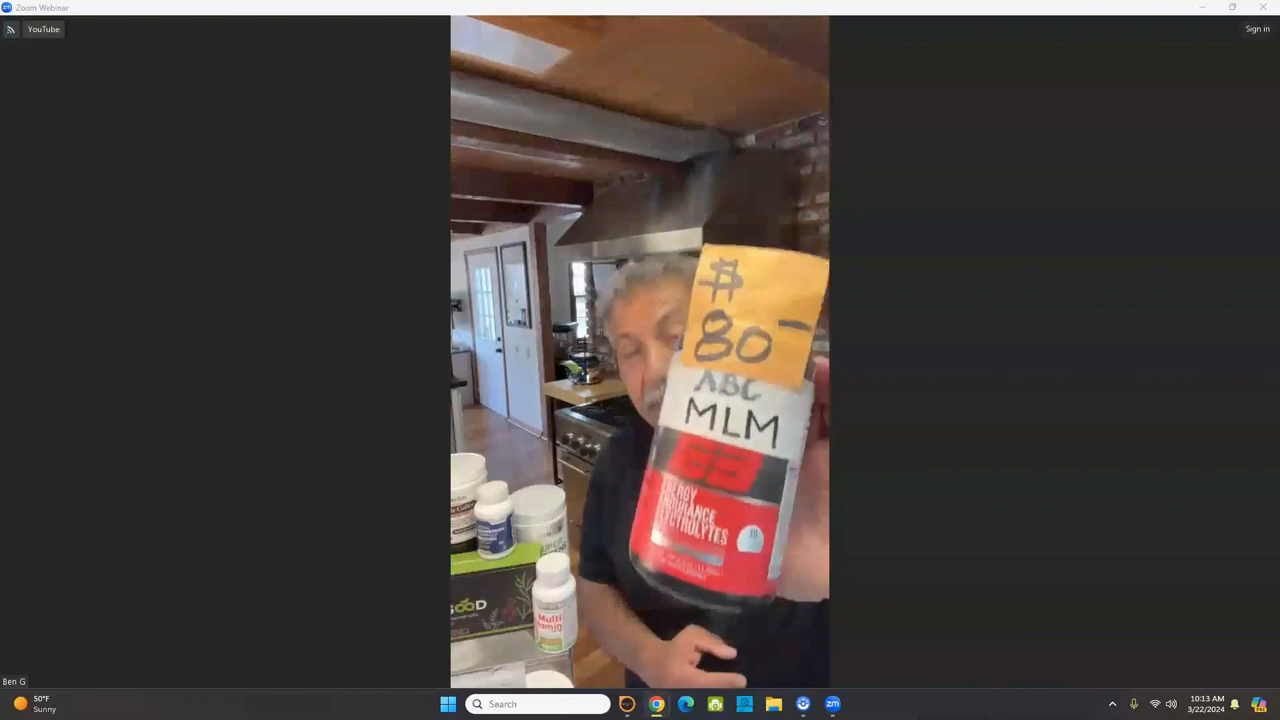 Zoom Webinar
YouTube
Sign in
$
80-
ABC
MLM
ENERGY
ENDURANCE
ELECTROLYTES
30
Multi
GOOD
Ben G
50°F
Sunny
Search
10:13 AM
3/22/2024